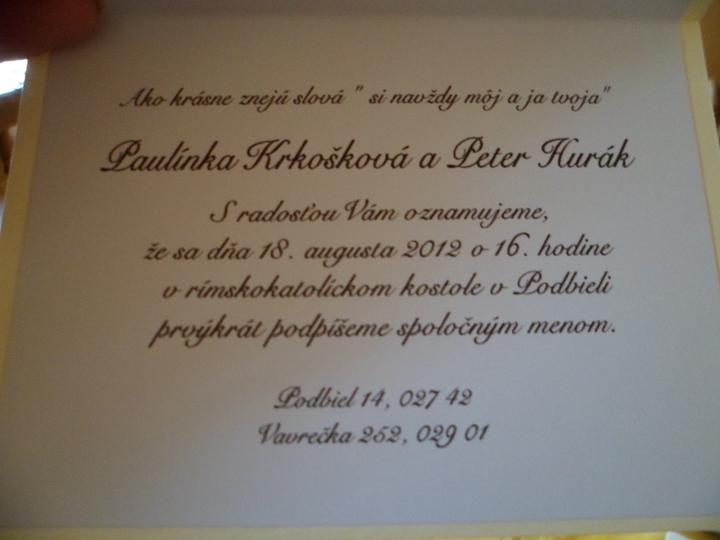 Ako krásne znejú slová " si navždy môj a ja tvoja"
Paulínka Krkošková a Peter Hurák
S radosťou Vám oznamujeme,
že sa dňa 18. augusta 2012 o 16. hodine
v rímskokatolíckom kostole v Podbieli
prvýkrát podpíšeme spoločným menom.
Podbiel 14, 027 42
Vavrečka 252, 029 01